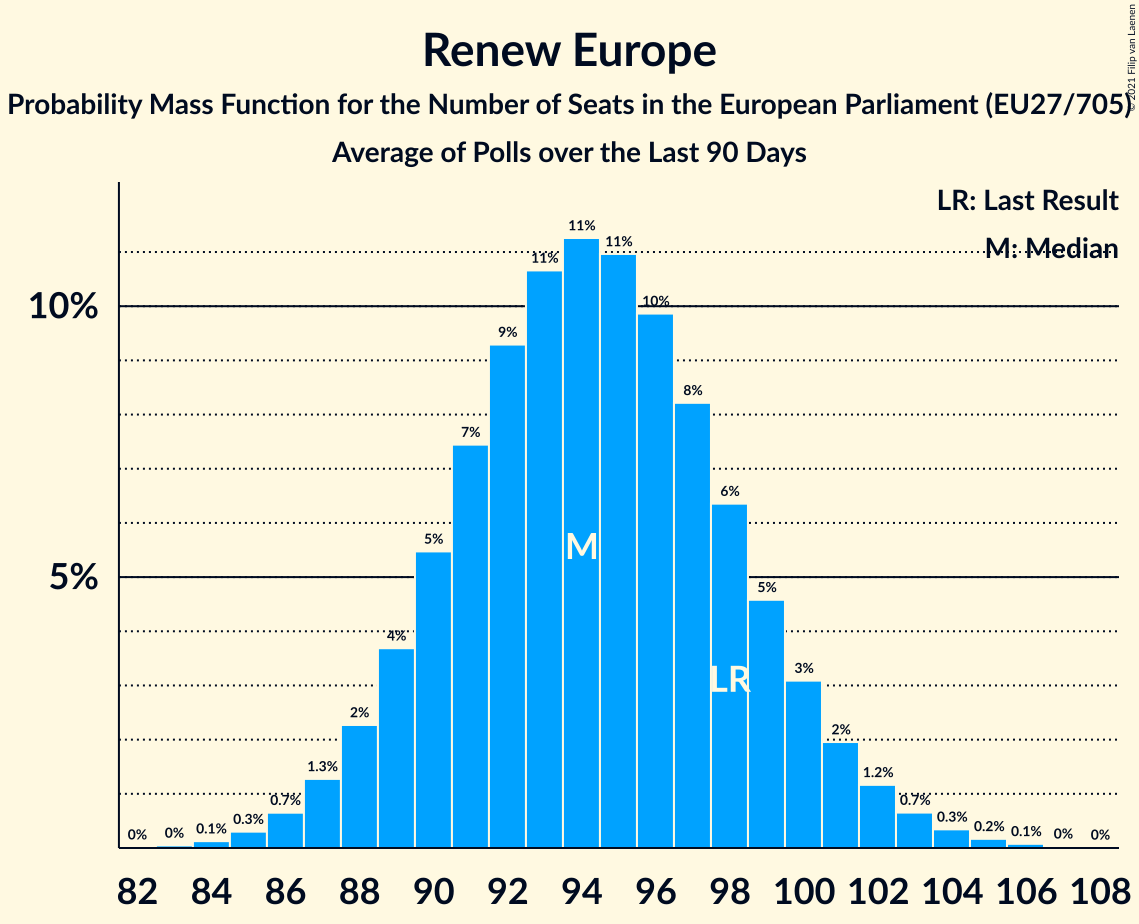 Renew Europe
Probability Mass Function for the Number of Seats in the European Parliament (EU27/705)
Average of Polls over the Last 90 Days
© 2021 Filip van Laenen
LR: Last Result
M: Median
10%
5%
0% 0% 0.1% 0.3% 0.7% 1.3% 2% 4% 5% 7% 9% 11% 11% 11% 10% 8% 6% 5% 3% 2% 1.2% 0.7% 0.3% 0.2% 0.1% 0% 0%
M
LR
82 84 86 88 90 92 94 96 98 100 102 104 106 108